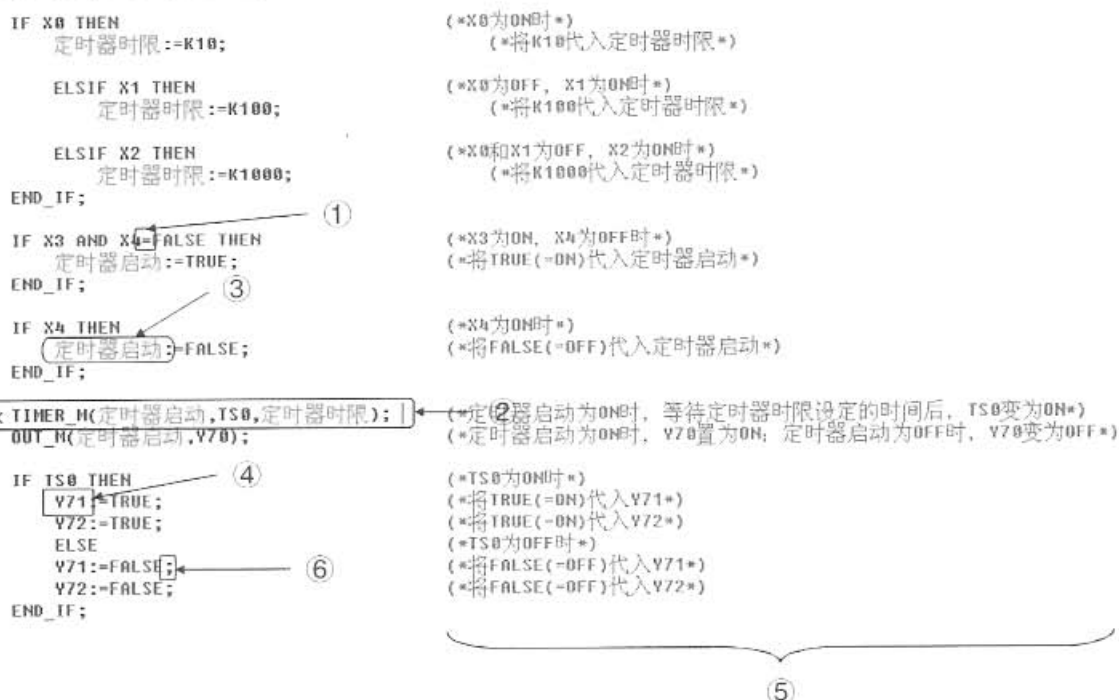 IF X0 THEN (*X0为ON时*)
定时器时限:=K10; (*将K10代入定时器时限*)
ELSIF X1 THEN (*X0为OFF, X1为ON时*)
定时器时限:=K100; (*将K100代入定时器时限*)
ELSIF X2 THEN (*X0和X1为OFF, X2为ON时*)
定时器时限:=K1000; (*将K1000代入定时器时限*)
END_IF;
①
IF X3 AND X4=FALSE THEN (*X3为ON, X4为OFF时*)
定时器启动:=TRUE; (*将TRUE(=ON)代入定时器启动*)
END_IF;
③
IF X4 THEN (*X4为ON时*)
定时器启动:=FALSE; (*将FALSE(=OFF)代入定时器启动*)
END_IF;
TIMER_M(定时器启动,TS0,定时器时限); ② (*定时器启动为ON时, 等待定时器时限设定的时间后, TS0变为ON*)
OUT_M(定时器启动,Y70); (*定时器启动为ON时, Y70置为ON; 定时器启动为OFF时, Y70变为OFF*)
IF TS0 THEN ④ (*TS0为ON时*)
Y71:=TRUE; (*将TRUE(=ON)代入Y71*)
Y72:=TRUE; (*将TRUE(=ON)代入Y72*)
ELSE (*TS0为OFF时*)
Y71:=FALSE; ⑥ (*将FALSE(=OFF)代入Y71*)
Y72:=FALSE; (*将FALSE(=OFF)代入Y72*)
END_IF;
⑤